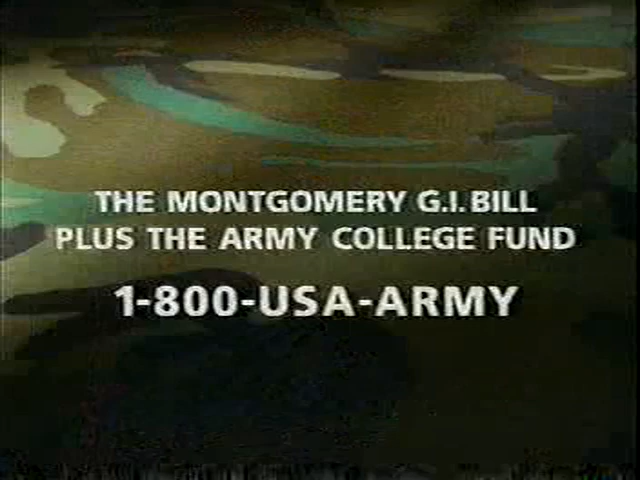 THE MONTGOMERY G.I. BILL
PLUS THE ARMY COLLEGE FUND
1-800-USA-ARMY